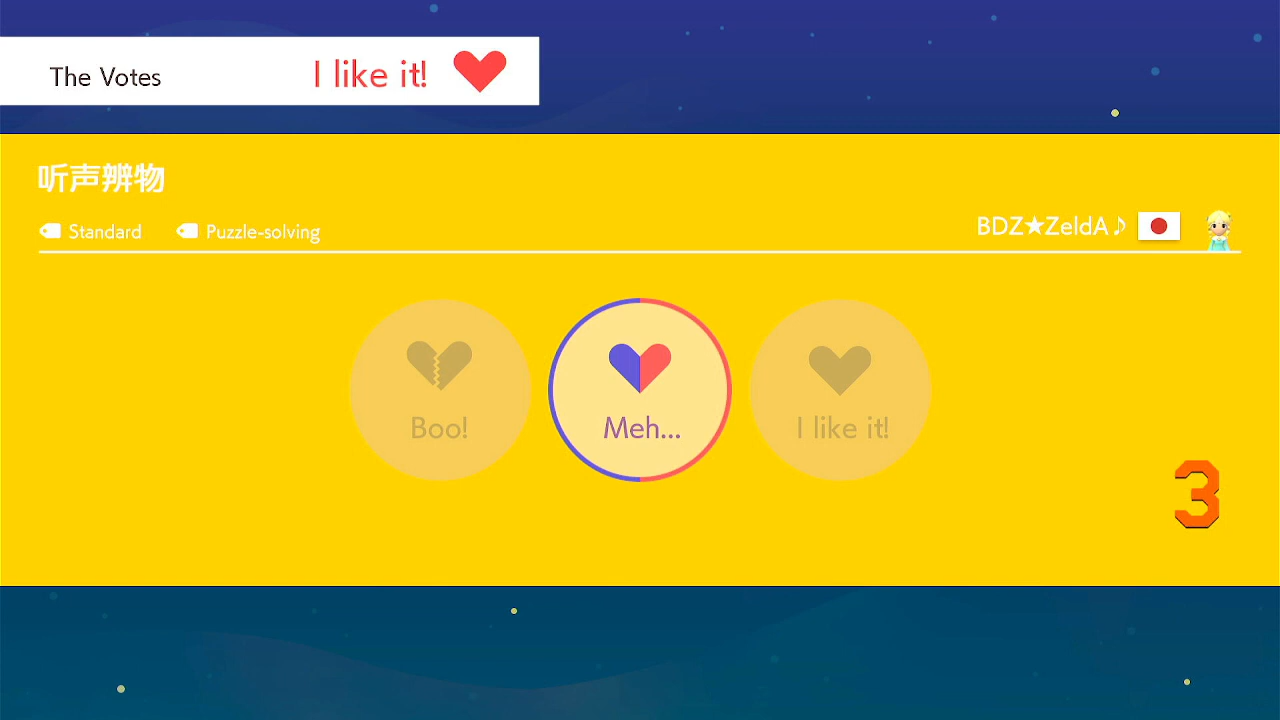 The Votes I like it!
听声辨物
Standard Puzzle-solving
BDZ★ZeldA♪
Boo! Meh... I like it!
3